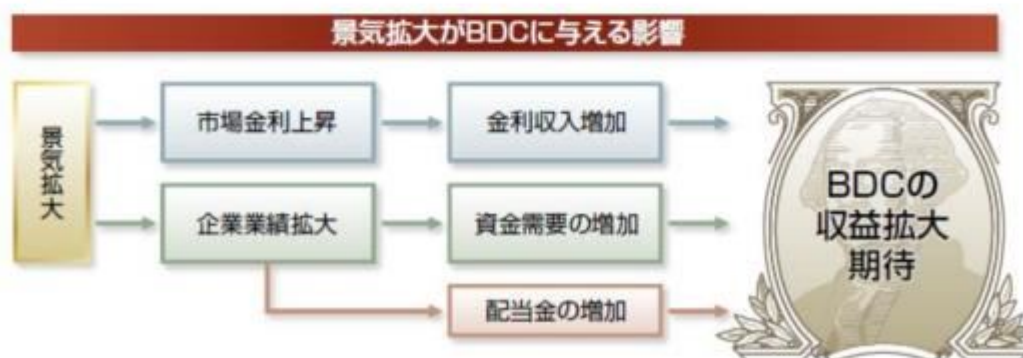 景気拡大がBDCに与える影響
景気拡大
市場金利上昇
金利収入増加
企業業績拡大
資金需要の増加
配当金の増加
BDCの
収益拡大
期待